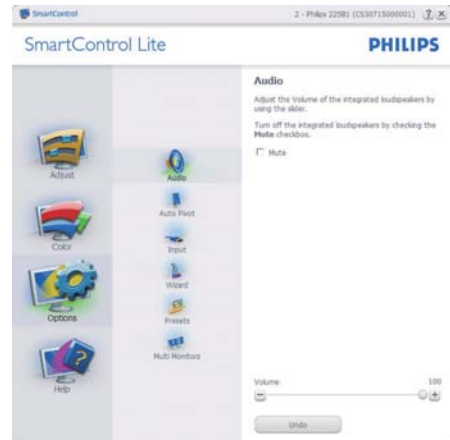 SmartControl
2 - Philips 225B1 (CS30715000001)
SmartControl Lite
PHILIPS
Adjust
Color
Options
Help
Audio
Auto Pivot
Input
Wizard
Presets
Multi Monitors
Audio
Adjust the Volume of the integrated loudspeakers by
using the slider.
Turn off the integrated loudspeakers by checking the
Mute checkbox.
Mute
Volume
100
Undo